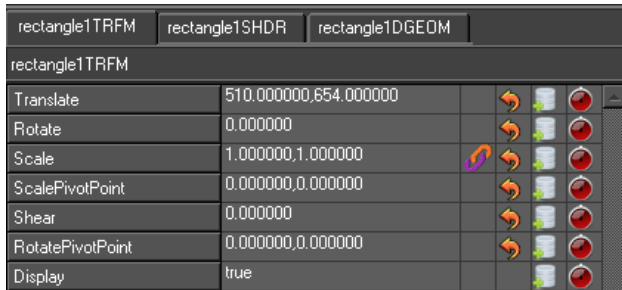 rectangle1TRFM rectangle1SHDR rectangle1DGEOM
rectangle1TRFM
Translate 510.000000,654.000000
Rotate 0.000000
Scale 1.000000,1.000000
ScalePivotPoint 0.000000,0.000000
Shear 0.000000
RotatePivotPoint 0.000000,0.000000
Display true